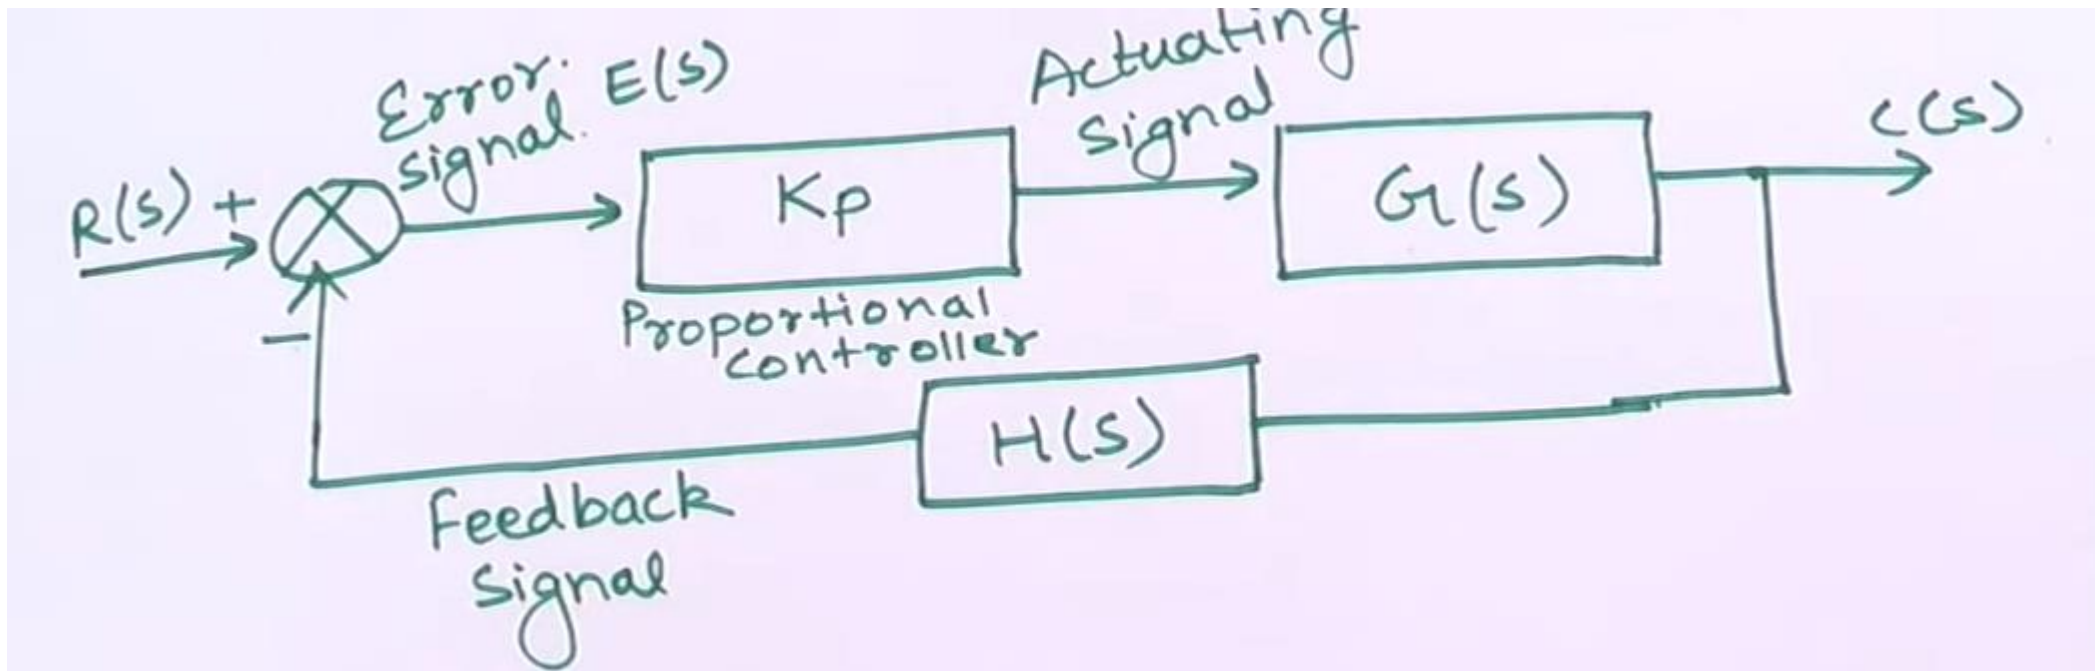 Error
signal. E(s)
Actuating
Signal
C(s)
R(s) +
Kp
G(s)
Proportional
Controller
−
H(s)
Feedback
Signal